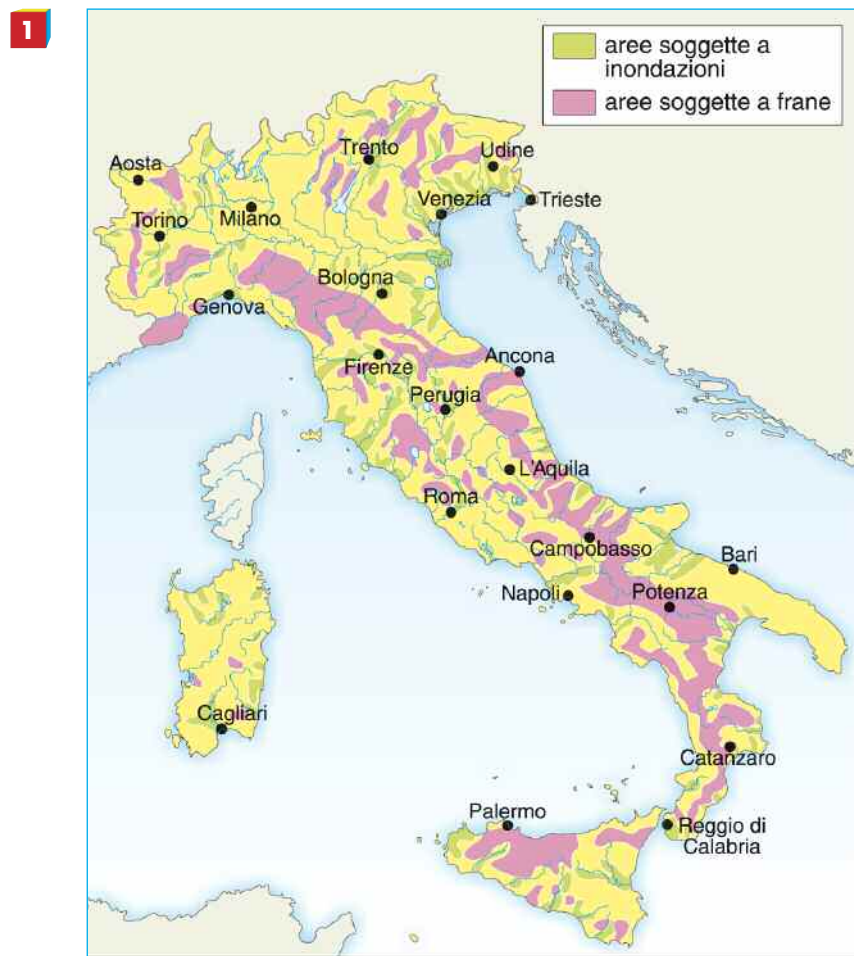 1
aree soggette a
inondazioni
aree soggette a frane
Trento
Udine
Aosta
Venezia
Trieste
Torino
Milano
Bologna
Genova
Ancona
Firenze
Perugia
L'Aquila
Roma
Campobasso
Bari
Napoli
Potenza
Cagliari
Catanzaro
Palermo
Reggio di
Calabria